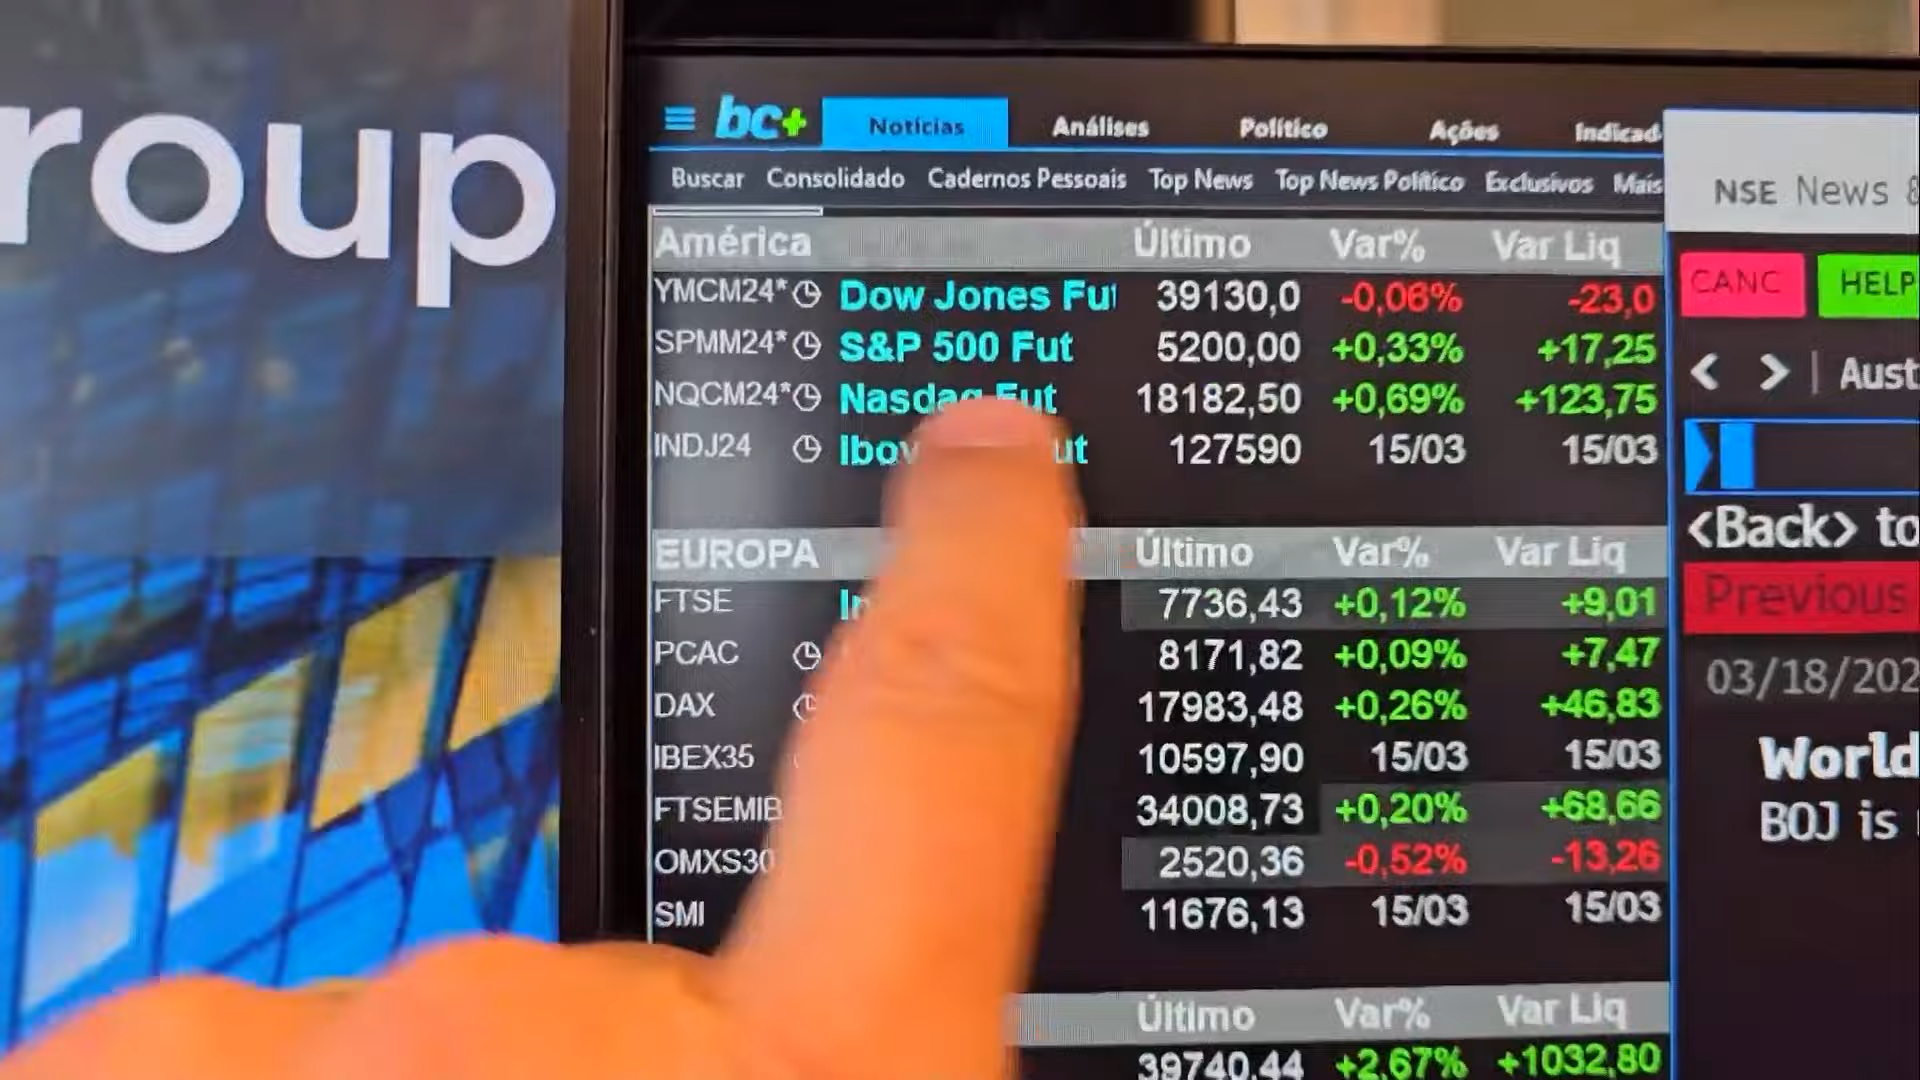 roup
bc+ Notícias Análises Político Ações Indicad
Buscar Consolidado Cadernos Pessoais Top News Top News Político Exclusivos Mais
América Último Var% Var Liq
YMCM24* Dow Jones Fut 39130,0 -0,06% -23,0
SPMM24* S&P 500 Fut 5200,00 +0,33% +17,25
NQCM24* Nasdaq Fut 18182,50 +0,69% +123,75
INDJ24 127590 15/03 15/03
EUROPA Último Var% Var Liq
FTSE 7736,43 +0,12% +9,01
PCAC 8171,82 +0,09% +7,47
DAX 17983,48 +0,26% +46,83
IBEX35 10597,90 15/03 15/03
FTSEMIB 34008,73 +0,20% +68,66
OMXS30 2520,36 -0,52% -13,26
SMI 11676,13 15/03 15/03
Último Var% Var Liq
39740,44 +2,67% +1032,80
NSE News &
CANC HELP
< > | Aust
<Back> to
Previous
03/18/202
World
BOJ is